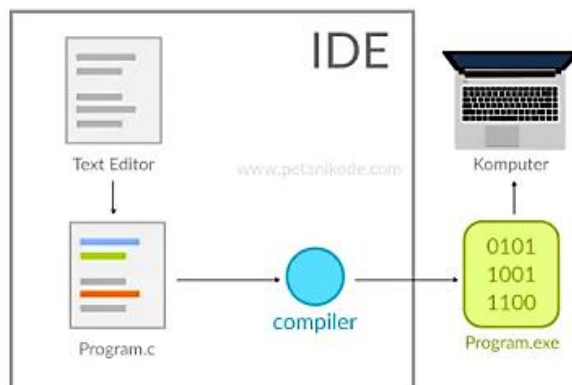 IDE
Text Editor
www.petanikode.com
Komputer
0101
1001
1100
compiler
Program.c
Program.exe